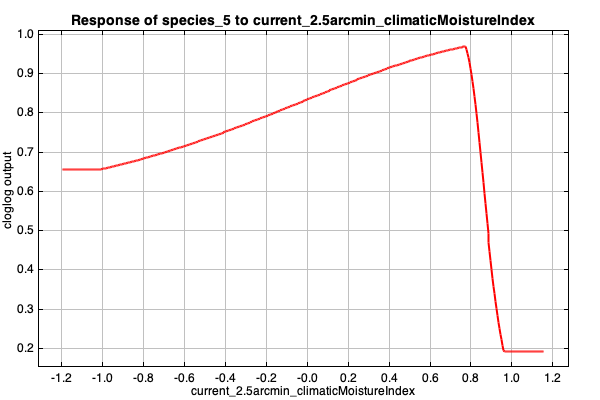 Response of species_5 to current_2.5arcmin_climaticMoistureIndex
1.0
0.9
0.8
0.7
0.6
0.5
0.4
0.3
0.2
cloglog output
-1.2 -1.0 -0.8 -0.6 -0.4 -0.2 -0.0 0.2 0.4 0.6 0.8 1.0 1.2
current_2.5arcmin_climaticMoistureIndex